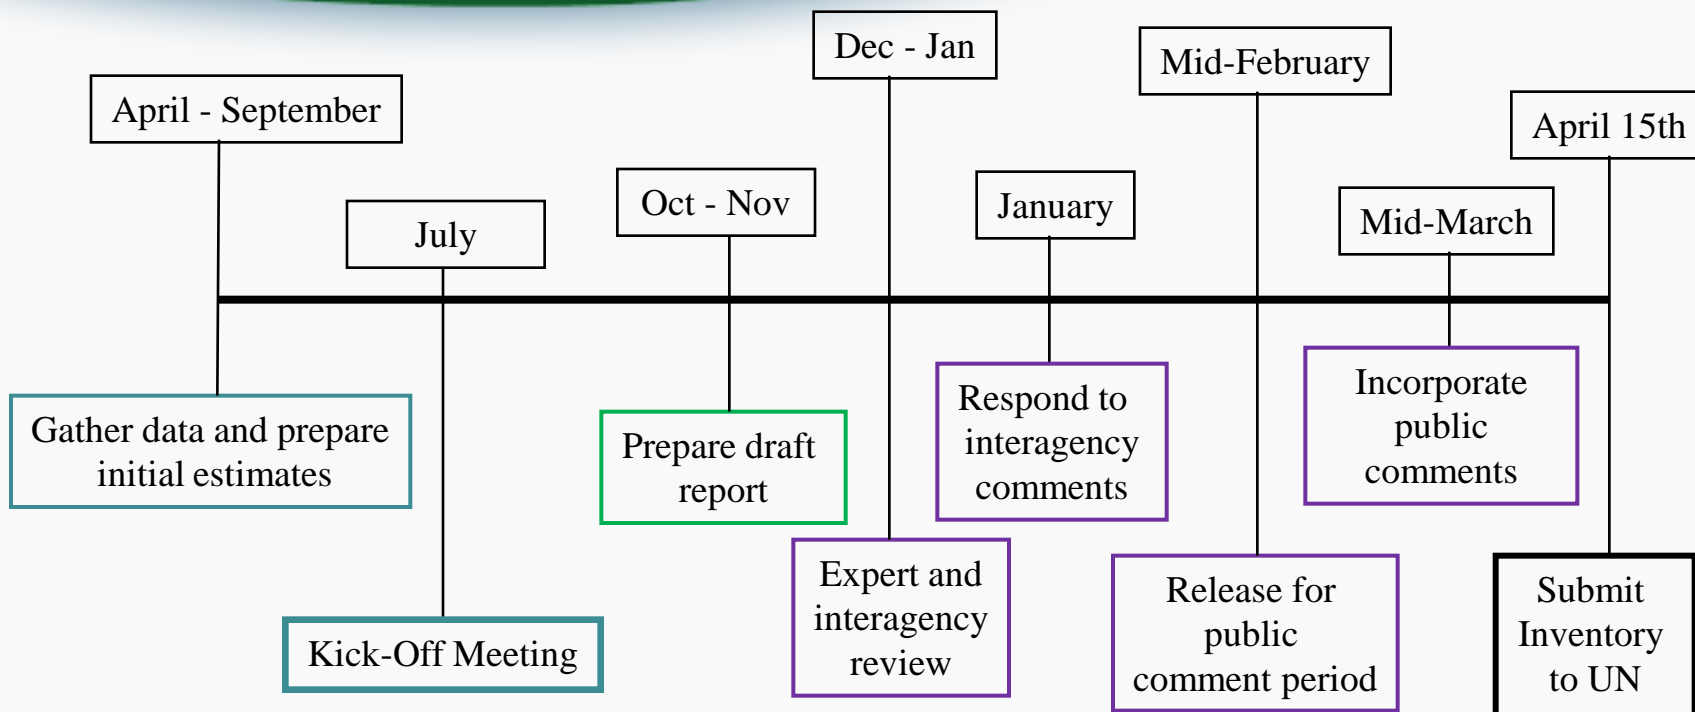 Dec - Jan
Mid-February
April - September
April 15th
July
Oct - Nov
January
Mid-March
Gather data and prepare
initial estimates
Kick-Off Meeting
Prepare draft
report
Expert and
interagency
review
Respond to
interagency
comments
Release for
public
comment period
Incorporate
public
comments
Submit
Inventory
to UN